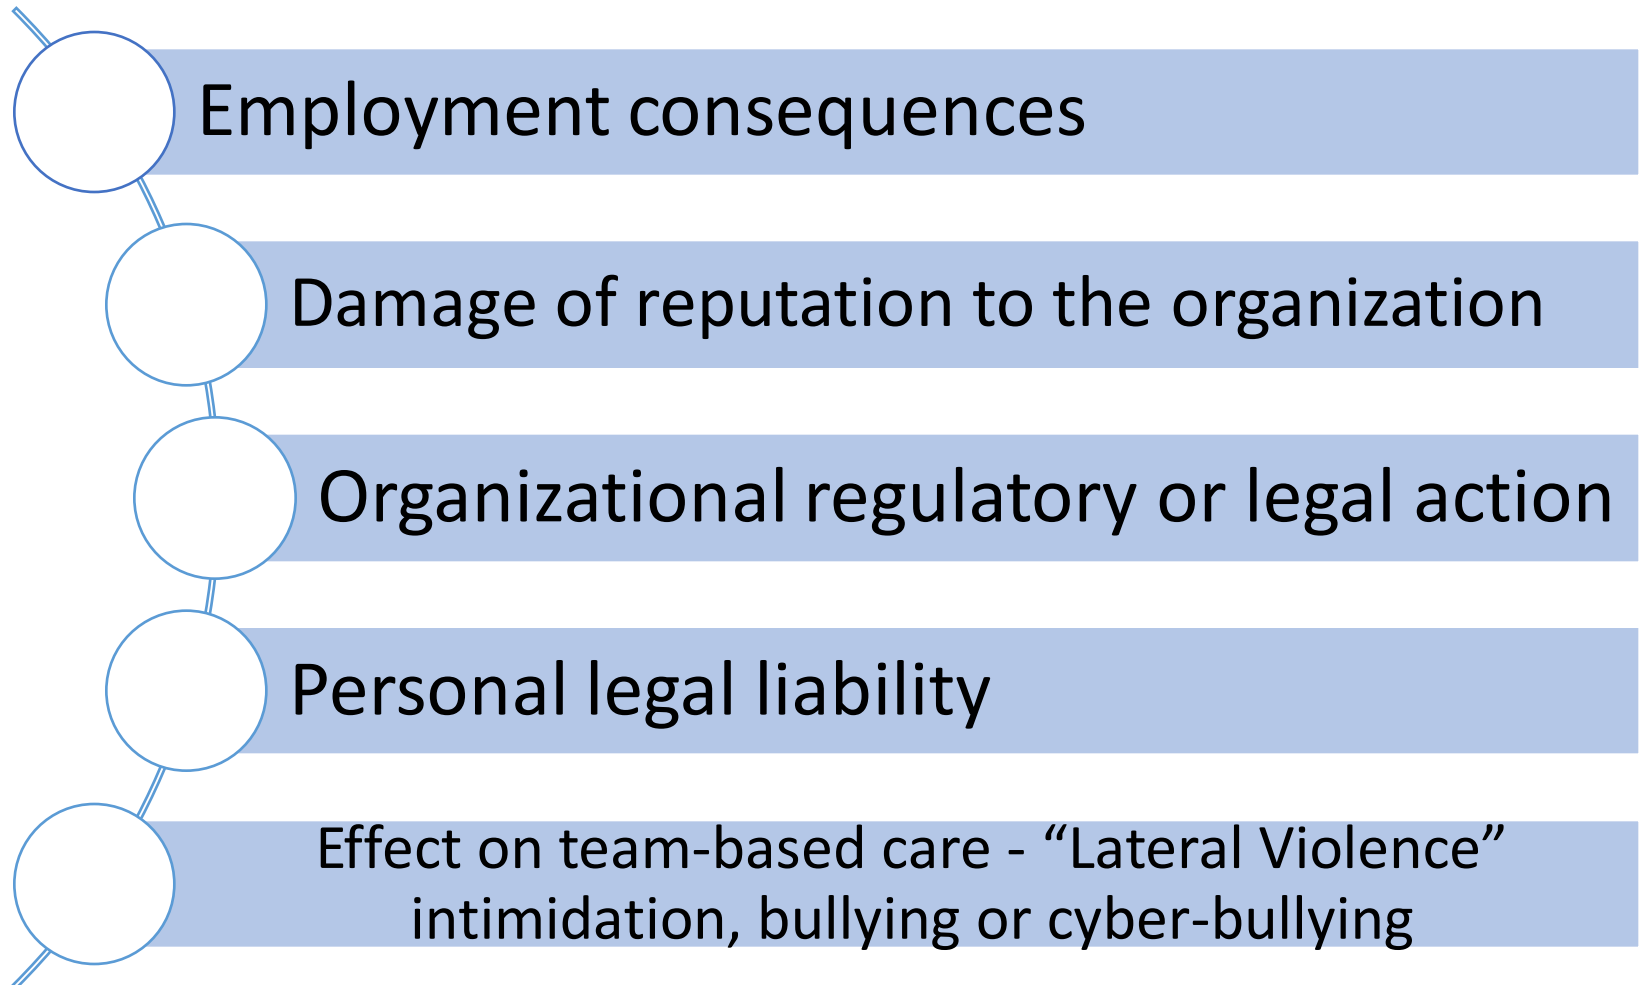 Employment consequences
Damage of reputation to the organization
Organizational regulatory or legal action
Personal legal liability
Effect on team-based care - “Lateral Violence”
intimidation, bullying or cyber-bullying